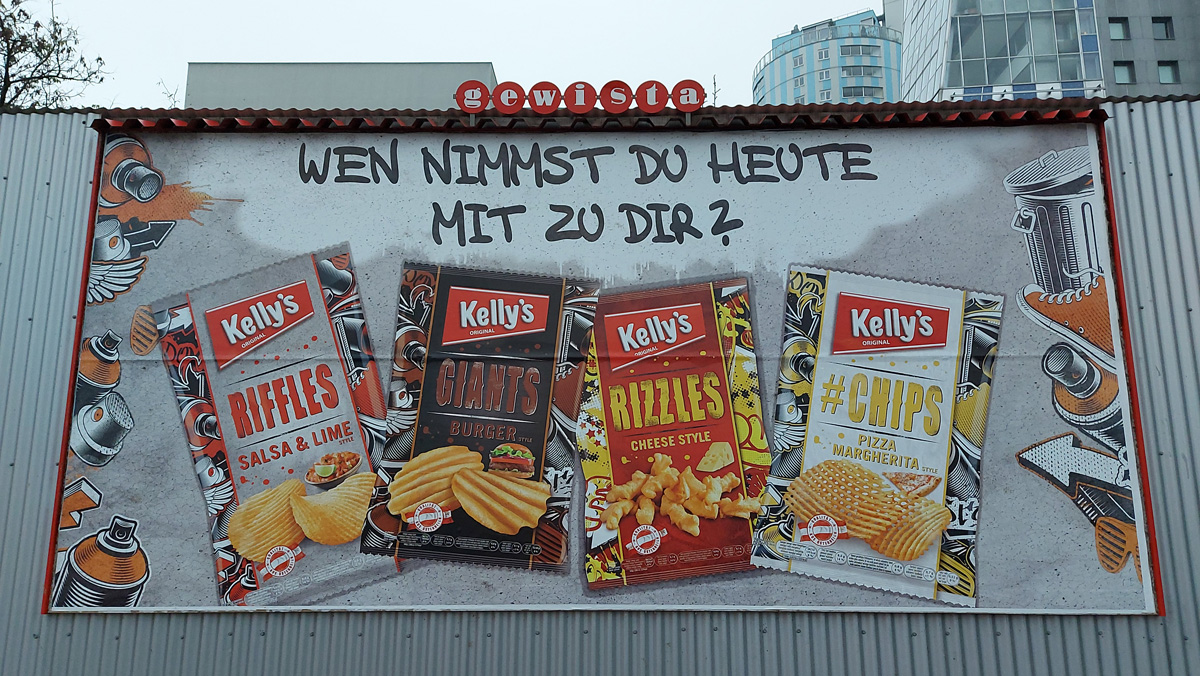 gewista
WEN NIMMST DU HEUTE
MIT ZU DIR?
Kelly's
ORIGINAL
RIFFLES
SALSA & LIME
STYLE
Kelly's
ORIGINAL
GIANTS
BURGER STYLE
Kelly's
ORIGINAL
RIZZLES
CHEESE STYLE
Kelly's
ORIGINAL
#CHIPS
PIZZA
MARGHERITA STYLE